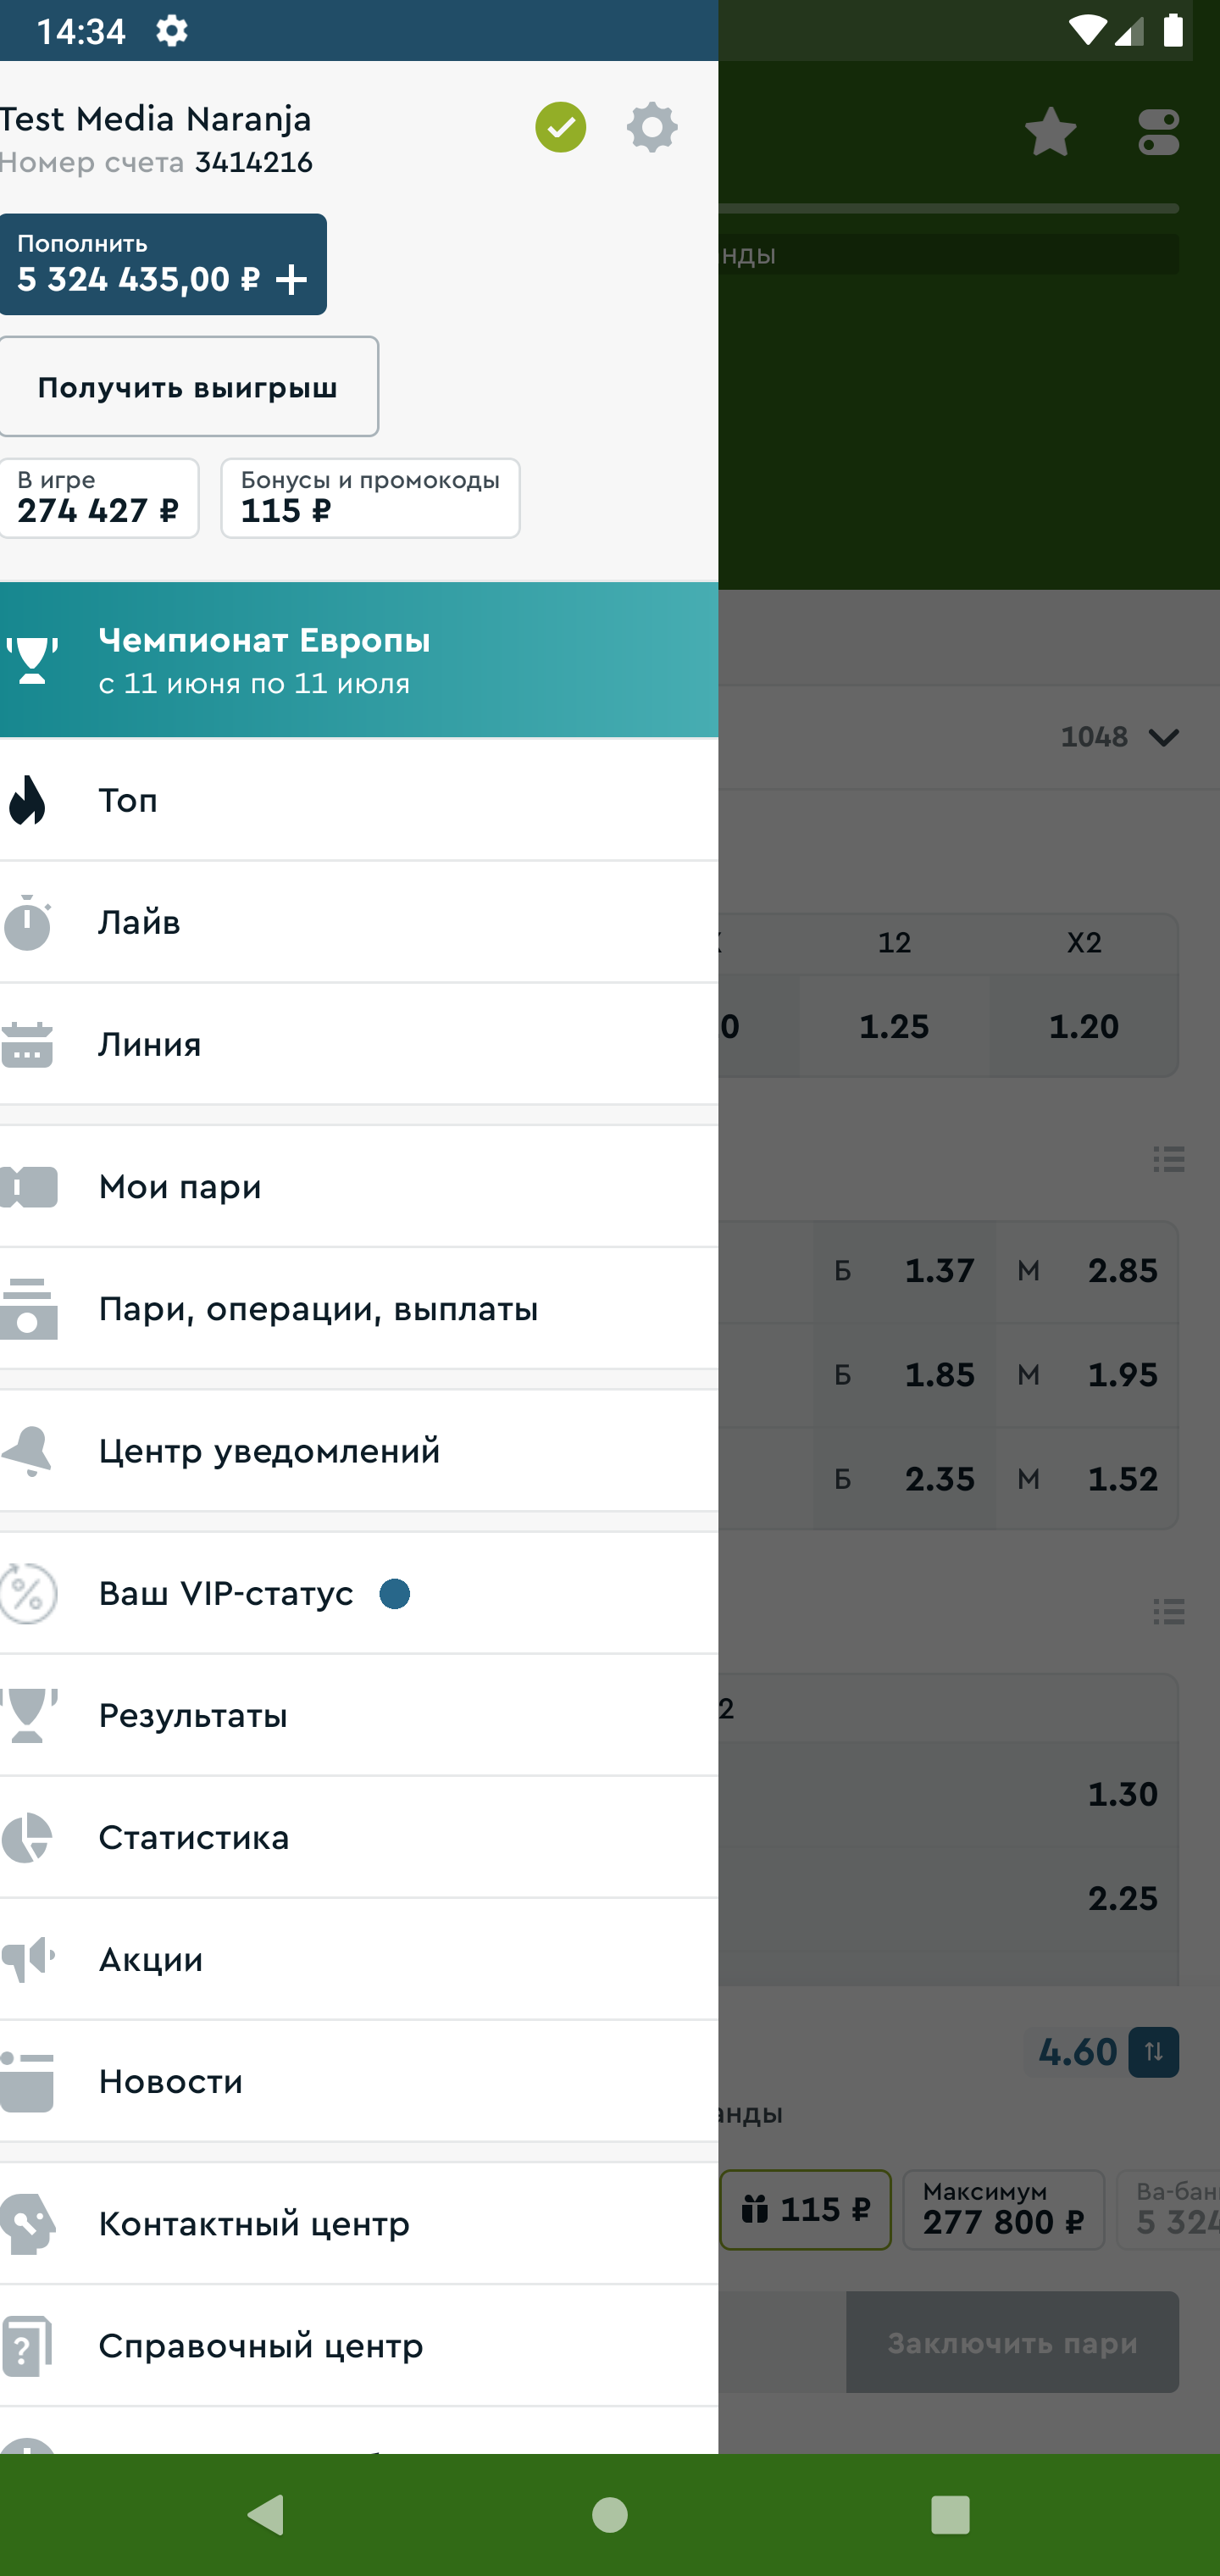 14:34
Test Media Naranja
Номер счета 3414216
Пополнить
5 324 435,00 ₽
Получить выигрыш
В игре
274 427 ₽
Бонусы и промокоды
115 ₽
Чемпионат Европы
с 11 июня по 11 июля
Топ
Лайв
Линия
Мои пари
Пари, операции, выплаты
Центр уведомлений
Ваш VIP-статус
Результаты
Статистика
Акции
Новости
Контактный центр
Справочный центр
нды
1048
12 X2
0 1.25 1.20
Б 1.37 М 2.85
Б 1.85 М 1.95
Б 2.35 М 1.52
2
1.30
2.25
4.60
анды
115 ₽
Максимум
277 800 ₽
Ва-бан
5 324
Заключить пари